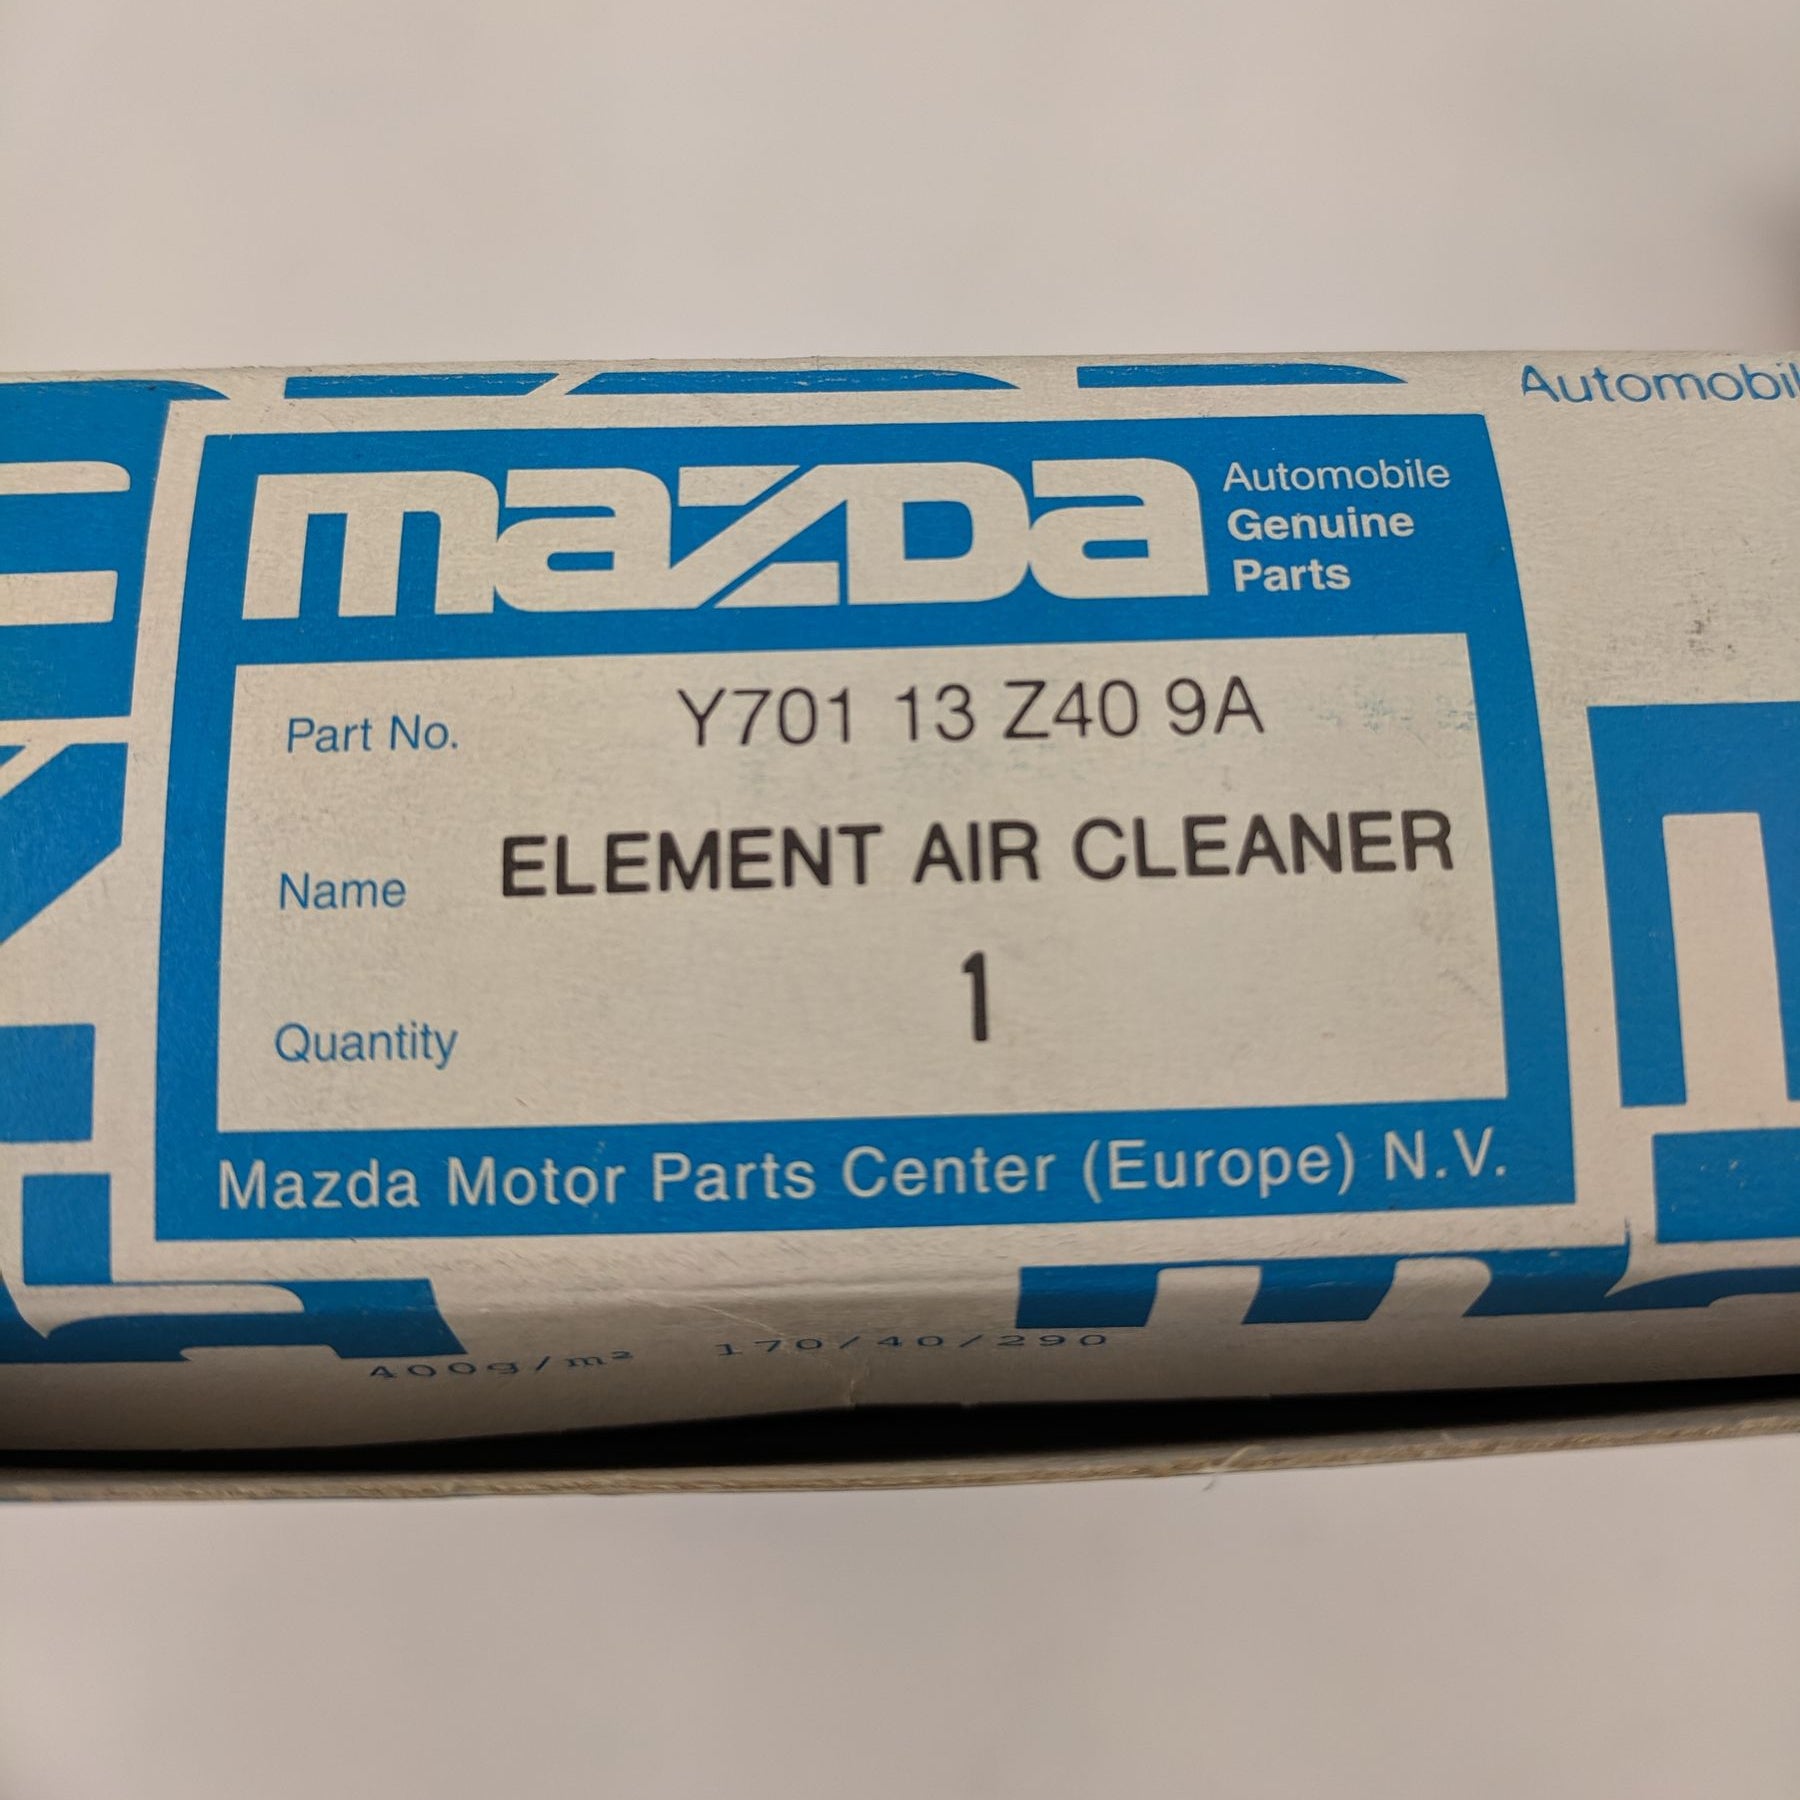 Automobil
mazda
Automobile
Genuine
Parts
Part No. Y701 13 Z40 9A
Name ELEMENT AIR CLEANER
Quantity 1
Mazda Motor Parts Center (Europe) N.V.
400g/m² 170/40/290